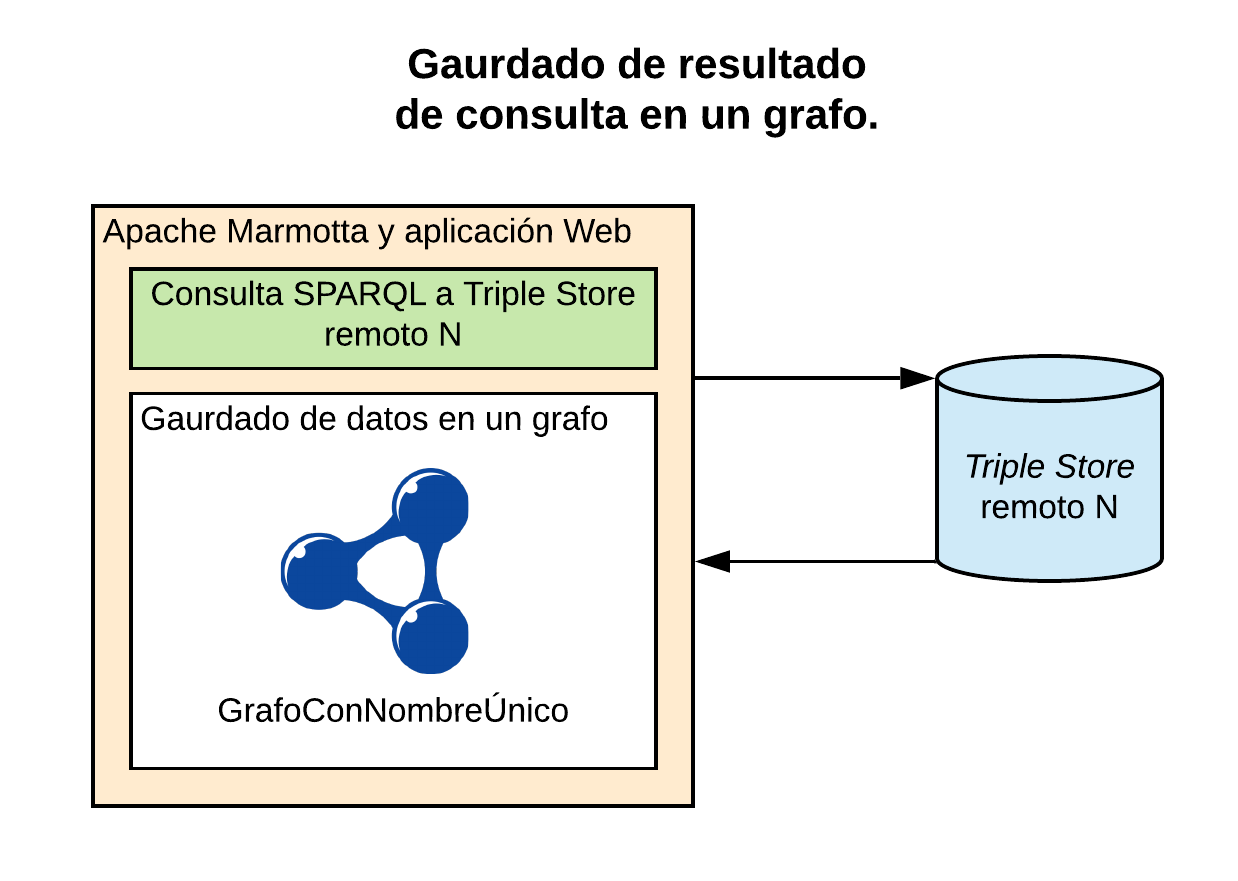 Gaurdado de resultado
de consulta en un grafo.
Apache Marmotta y aplicación Web
Consulta SPARQL a Triple Store
remoto N
Gaurdado de datos en un grafo
GrafoConNombreÚnico
Triple Store
remoto N